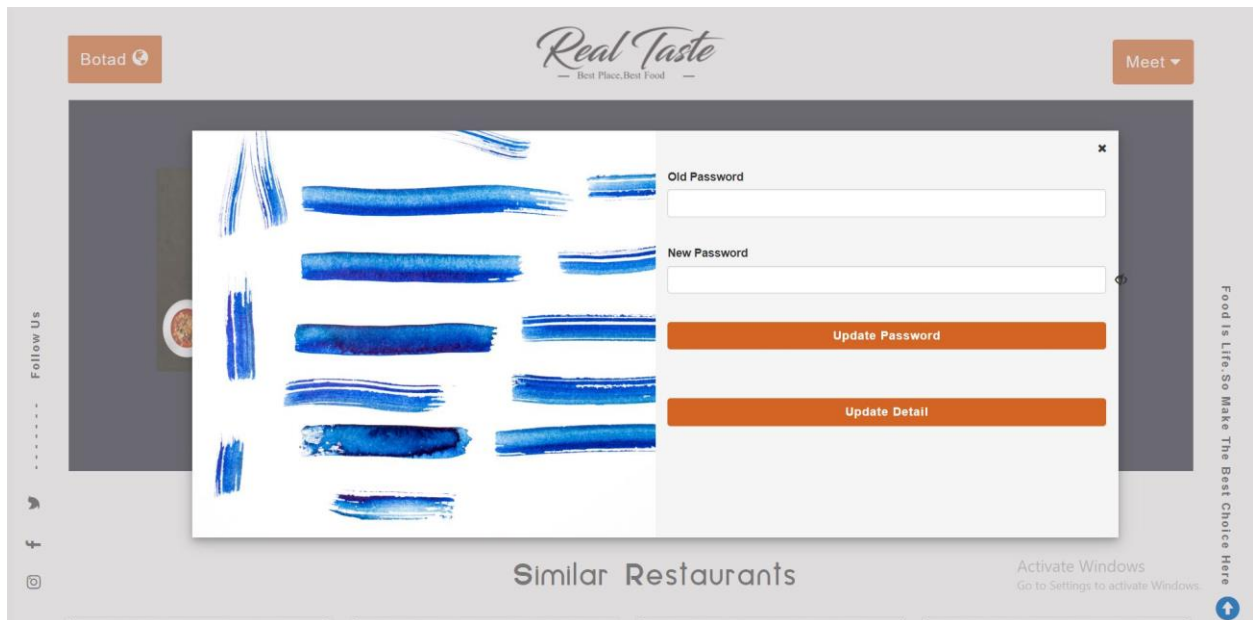 Botad
Real Taste
Best Place.Best Food
Meet
Old Password
New Password
Update Password
Update Detail
Follow Us
Food Is Life.So Make The Best Choice Here
Similar Restaurants
Activate Windows
Go to Settings to activate Windows.